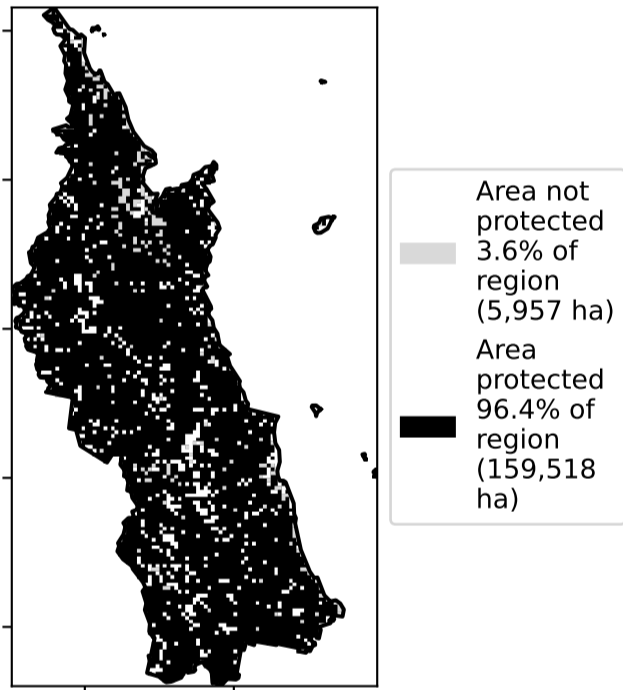 Area not
protected
3.6% of
region
(5,957 ha)
Area
protected
96.4% of
region
(159,518
ha)